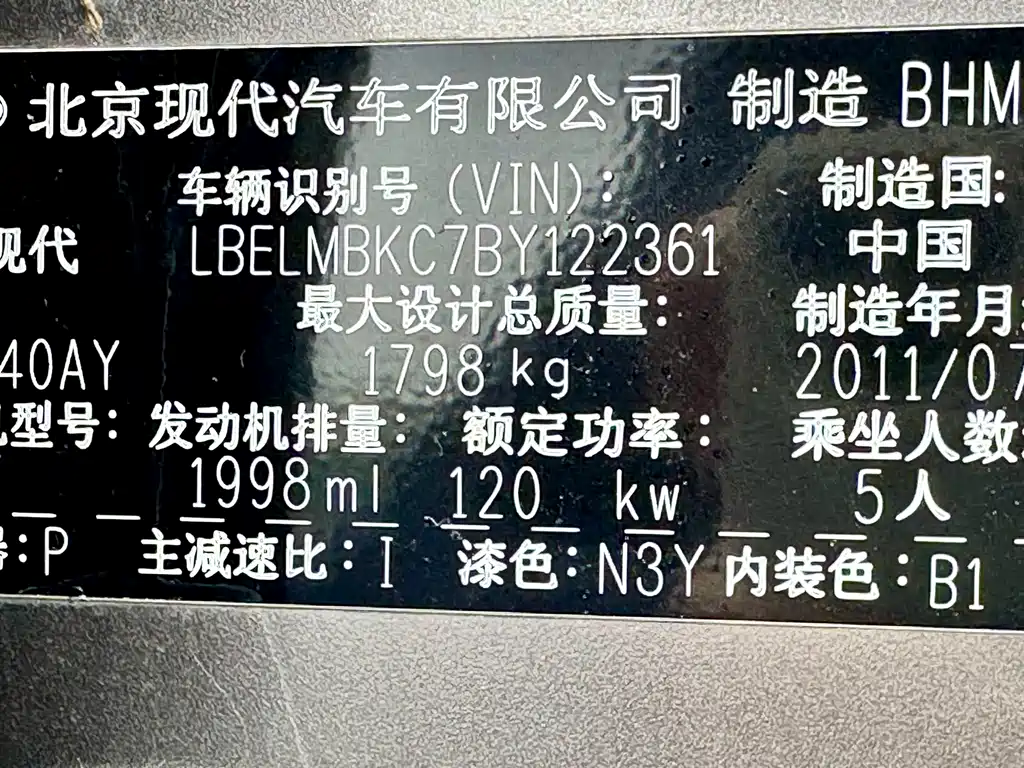 北京现代汽车有限公司 制造 BHM
车辆识别号 (VIN): 制造国:
现代 LBELMBKC7BY122361 中国
最大设计总质量: 制造年月
40AY 1798 kg 2011/07
型号: 发动机排量: 额定功率: 乘坐人数
1998ml 120 kw 5人
:P 主减速比:I 漆色:N3Y 内装色:B1